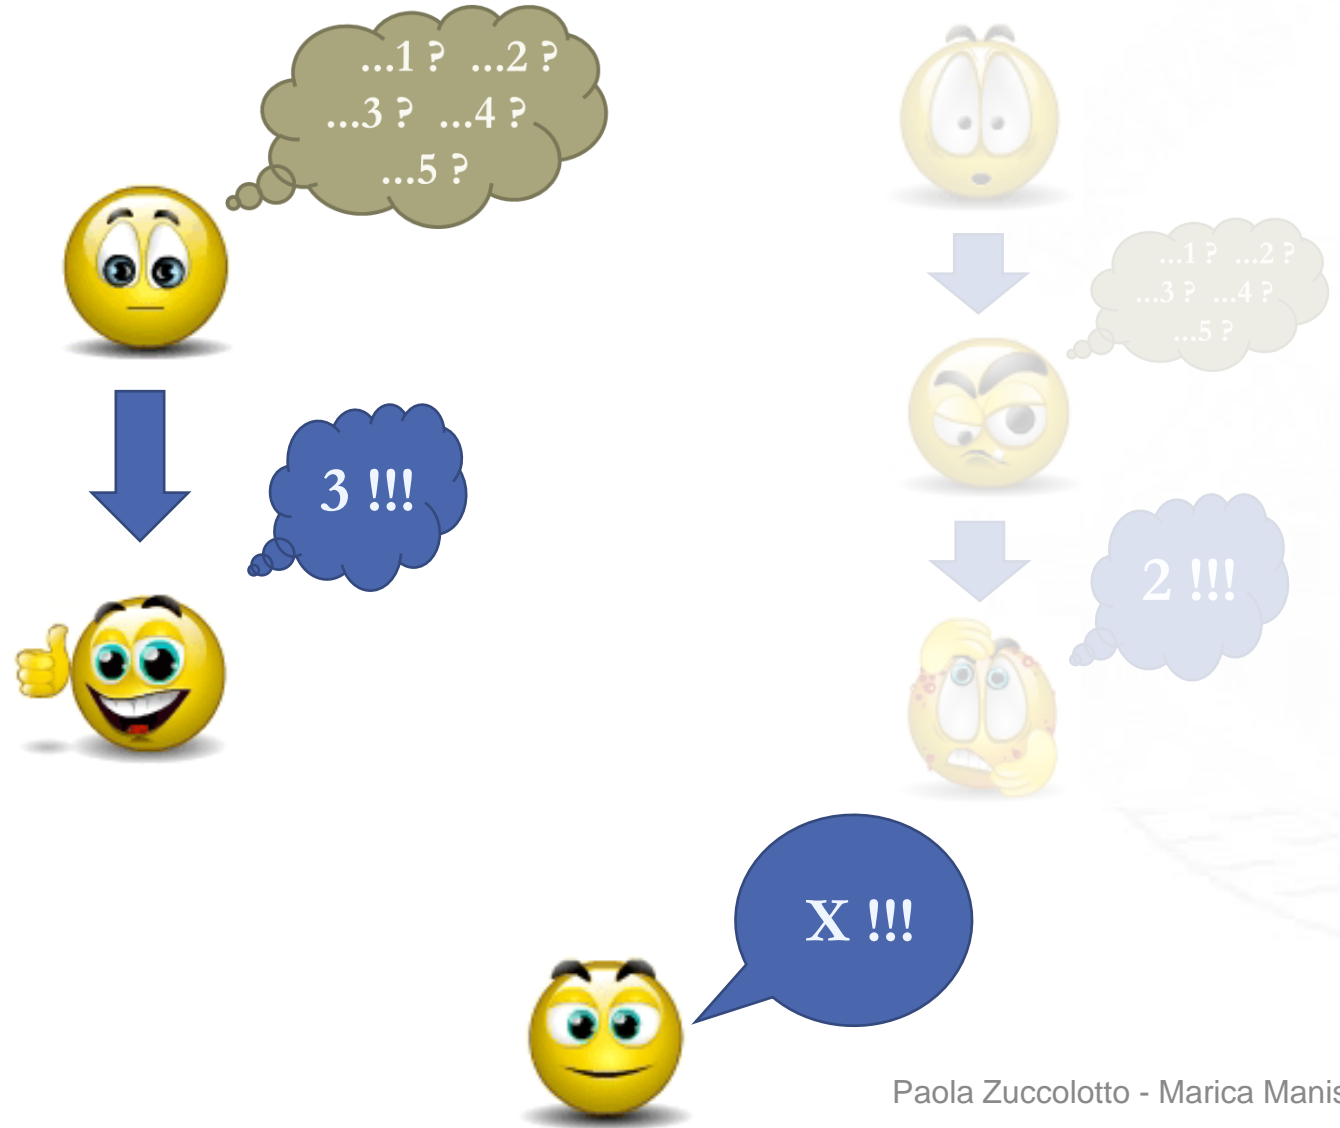 ...1 ? ...2 ?
...3 ? ...4 ?
...5 ?
3 !!!
...1 ? ...2 ?
...3 ? ...4 ?
...5 ?
2 !!!
X !!!
Paola Zuccolotto - Marica Manis